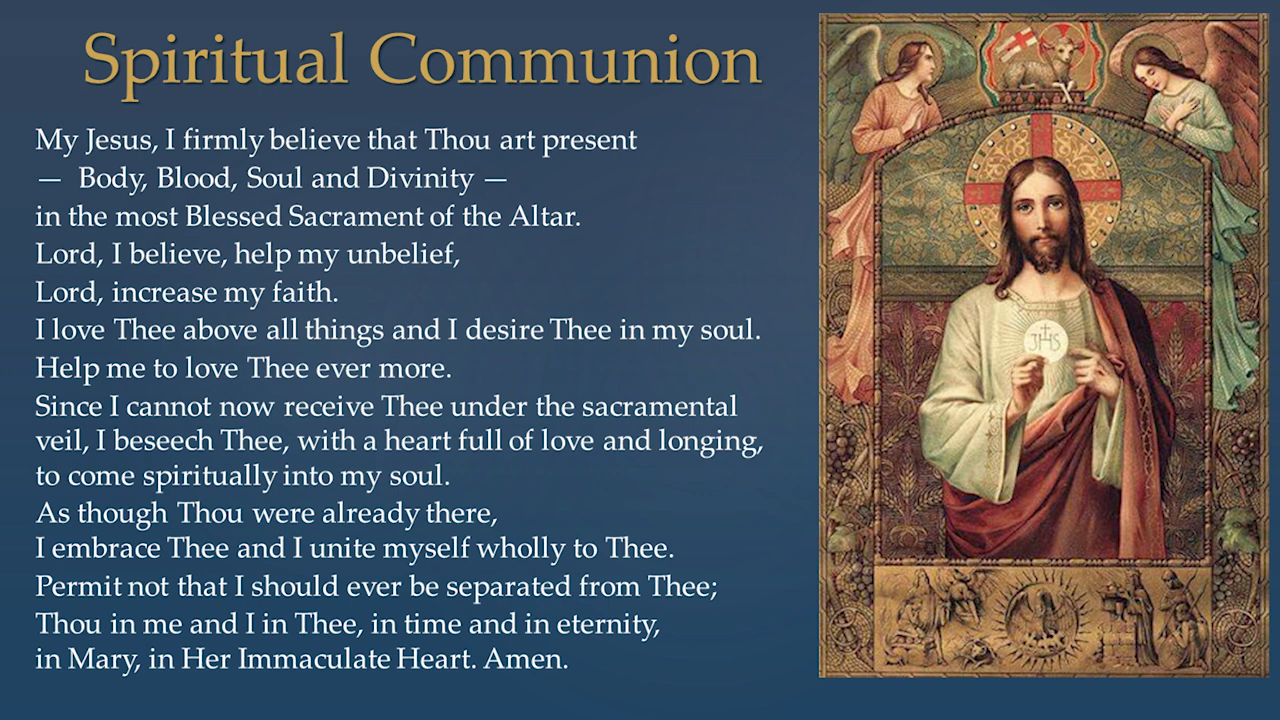 Spiritual Communion
My Jesus, I firmly believe that Thou art present
— Body, Blood, Soul and Divinity —
in the most Blessed Sacrament of the Altar.
Lord, I believe, help my unbelief,
Lord, increase my faith.
I love Thee above all things and I desire Thee in my soul.
Help me to love Thee ever more.
Since I cannot now receive Thee under the sacramental
veil, I beseech Thee, with a heart full of love and longing,
to come spiritually into my soul.
As though Thou were already there,
I embrace Thee and I unite myself wholly to Thee.
Permit not that I should ever be separated from Thee;
Thou in me and I in Thee, in time and in eternity,
in Mary, in Her Immaculate Heart. Amen.
JHS